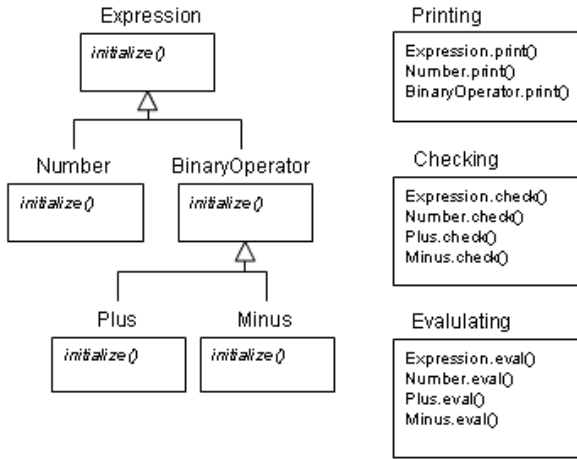 Expression
initialize()
Number
initialize()
BinaryOperator
initialize()
Plus
initialize()
Minus
initialize()
Printing
Expression.print()
Number.print()
BinaryOperator.print()
Checking
Expression.check()
Number.check()
Plus.check()
Minus.check()
Evalulating
Expression.eval()
Number.eval()
Plus.eval()
Minus.eval()